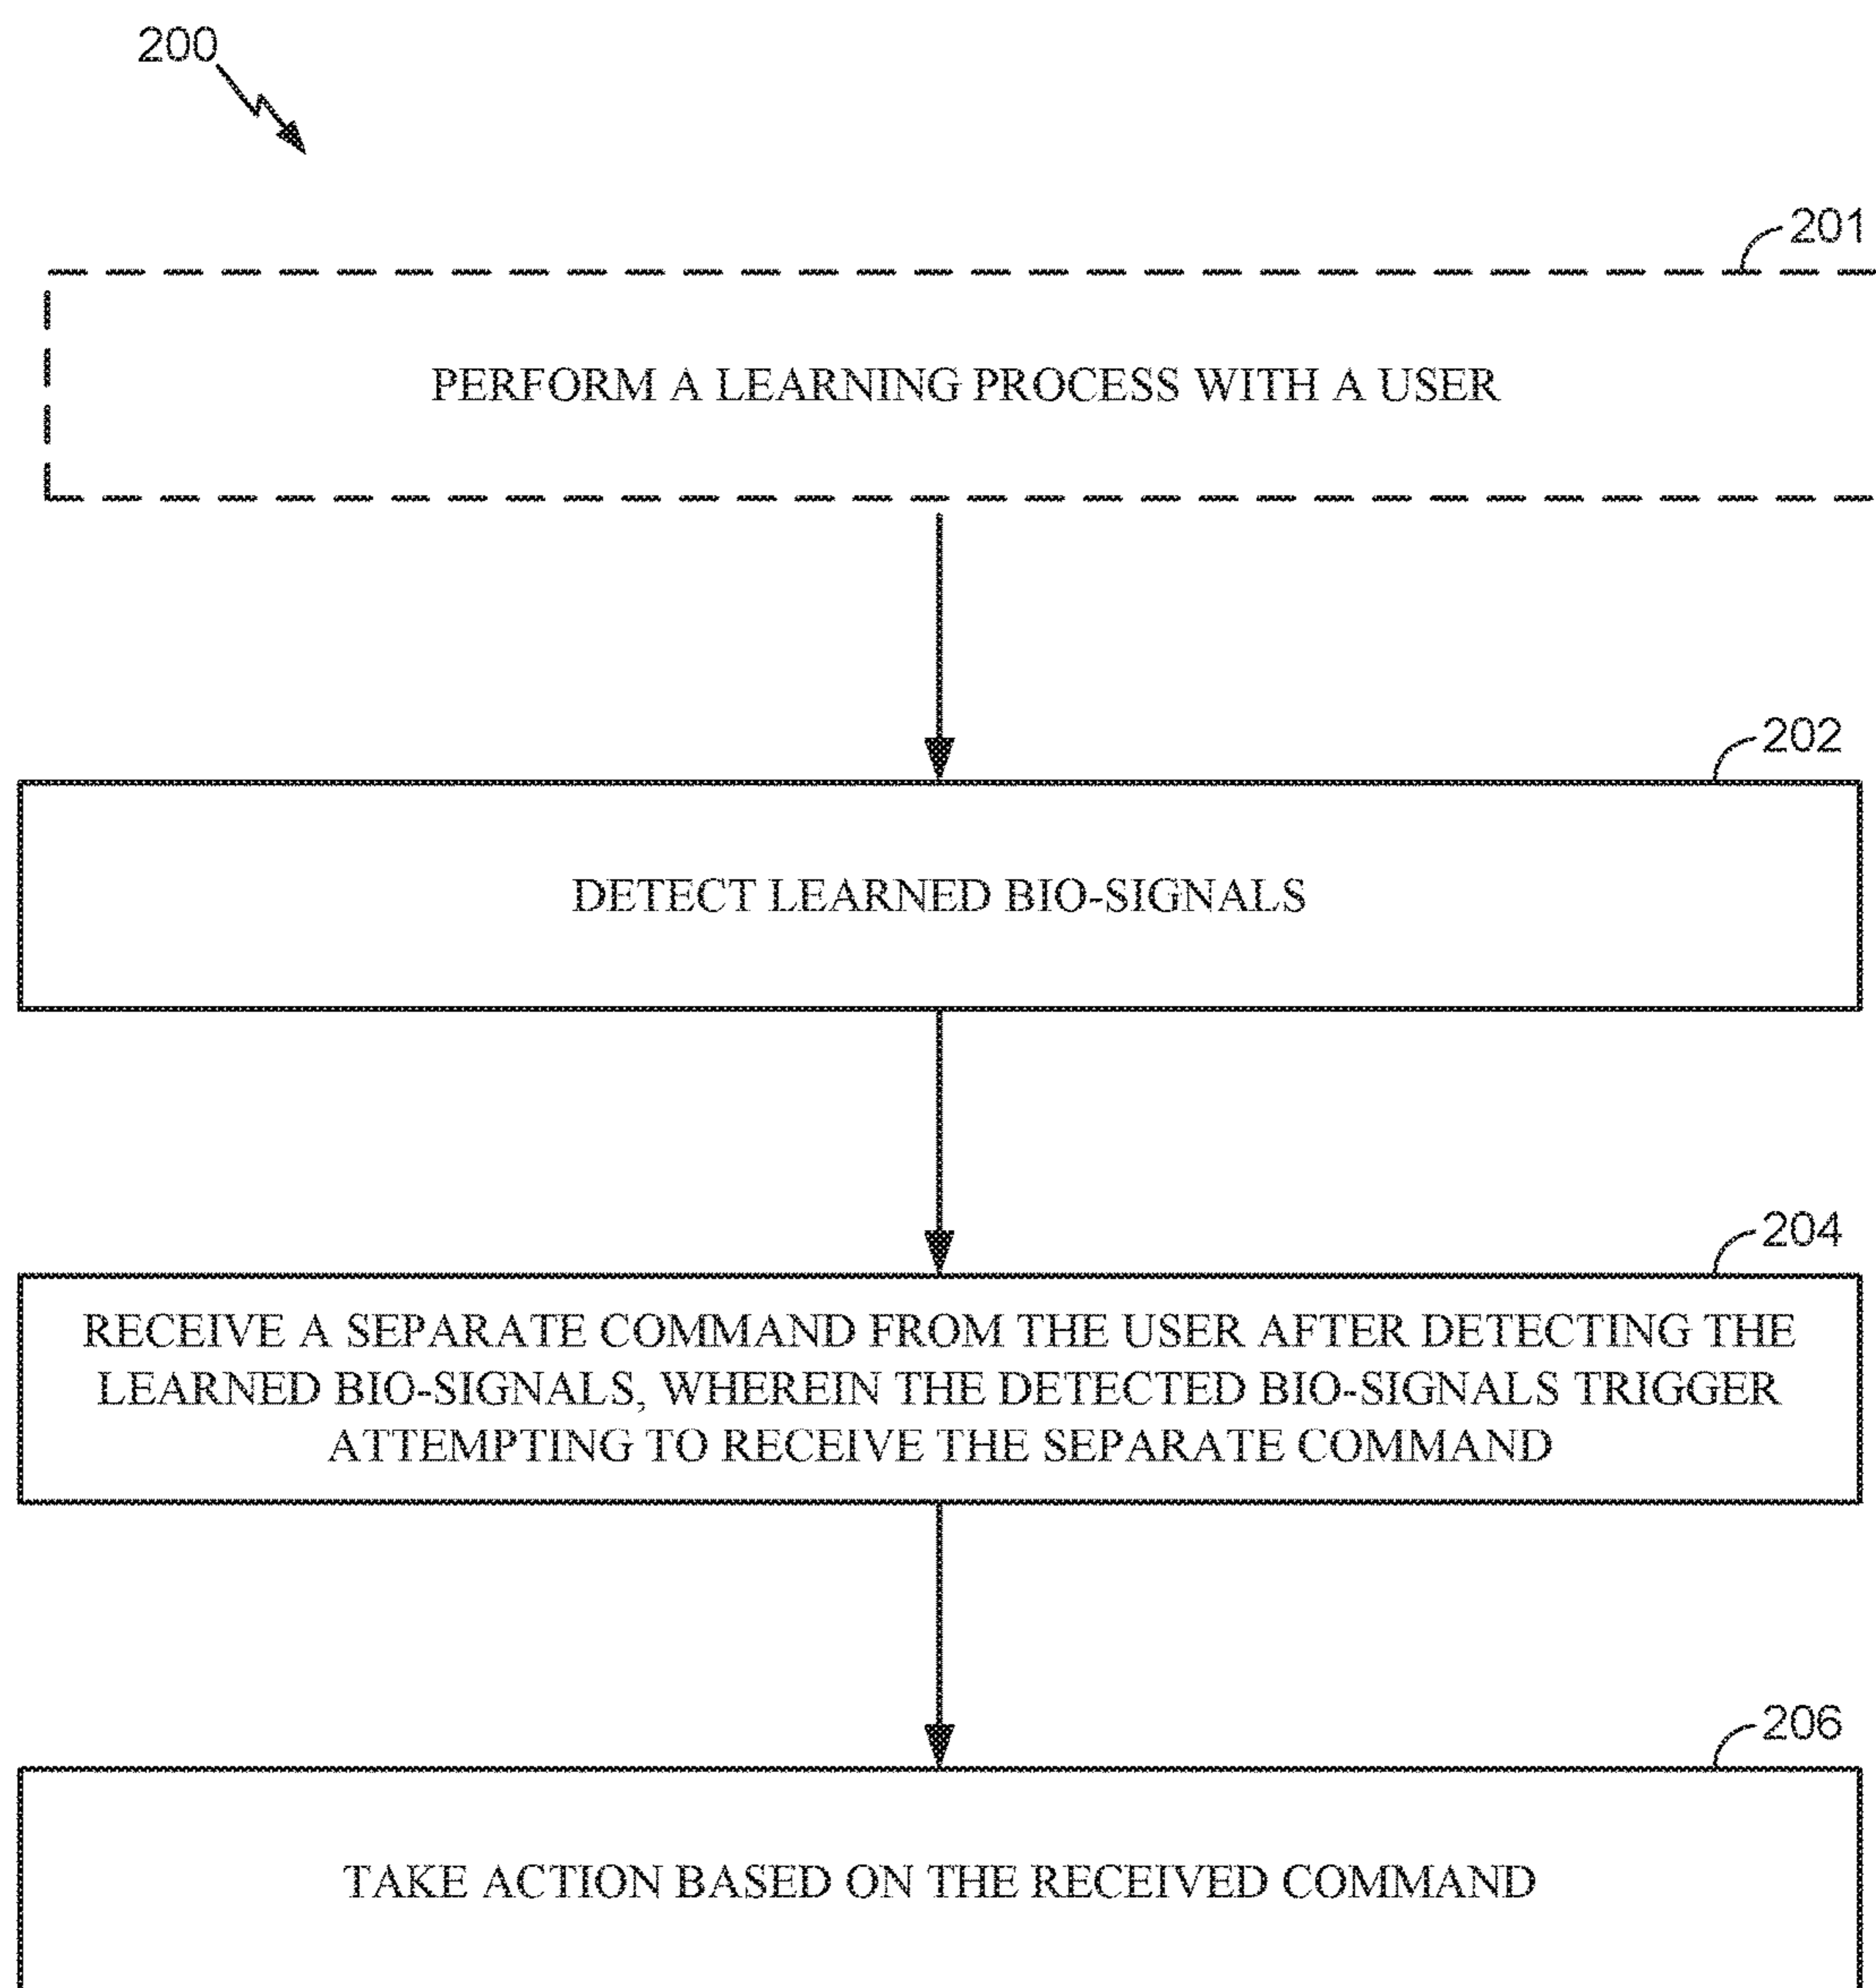 200
201
PERFORM A LEARNING PROCESS WITH A USER
202
DETECT LEARNED BIO-SIGNALS
204
RECEIVE A SEPARATE COMMAND FROM THE USER AFTER DETECTING THE
LEARNED BIO-SIGNALS, WHEREIN THE DETECTED BIO-SIGNALS TRIGGER
ATTEMPTING TO RECEIVE THE SEPARATE COMMAND
206
TAKE ACTION BASED ON THE RECEIVED COMMAND